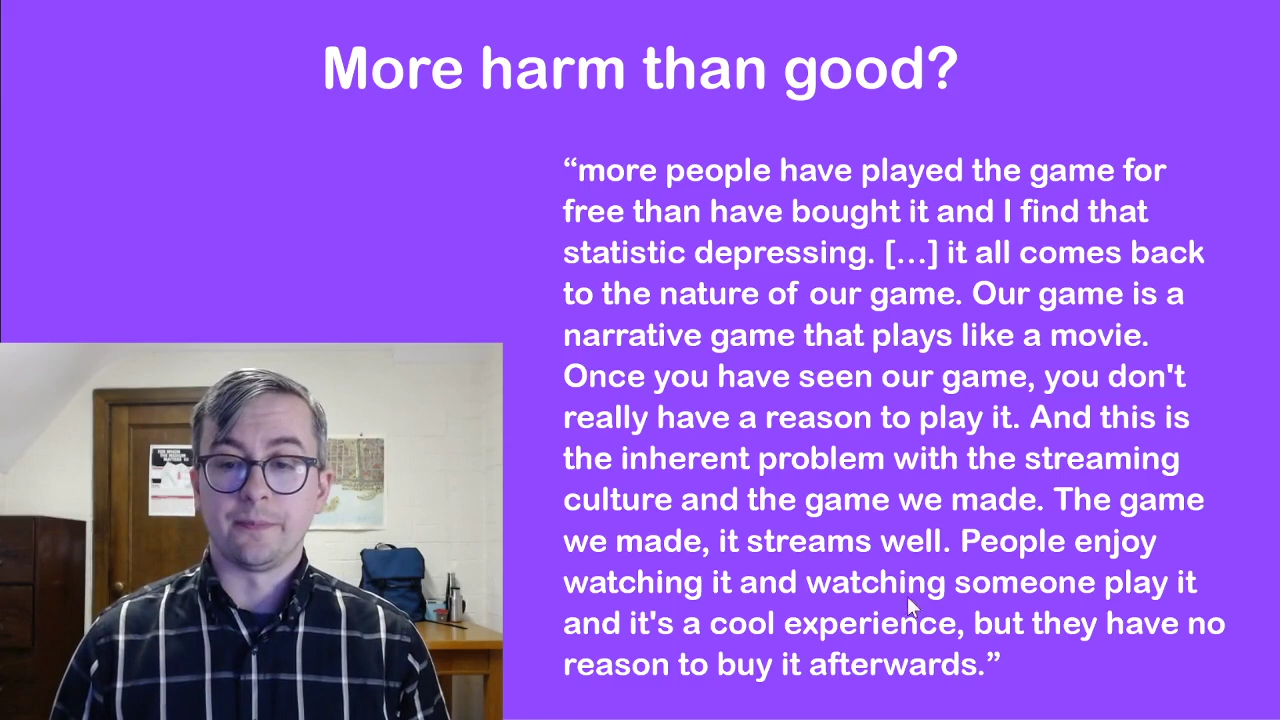 More harm than good?
“more people have played the game for
free than have bought it and I find that
statistic depressing. […] it all comes back
to the nature of our game. Our game is a
narrative game that plays like a movie.
Once you have seen our game, you don't
really have a reason to play it. And this is
the inherent problem with the streaming
culture and the game we made. The game
we made, it streams well. People enjoy
watching it and watching someone play it
and it's a cool experience, but they have no
reason to buy it afterwards.”